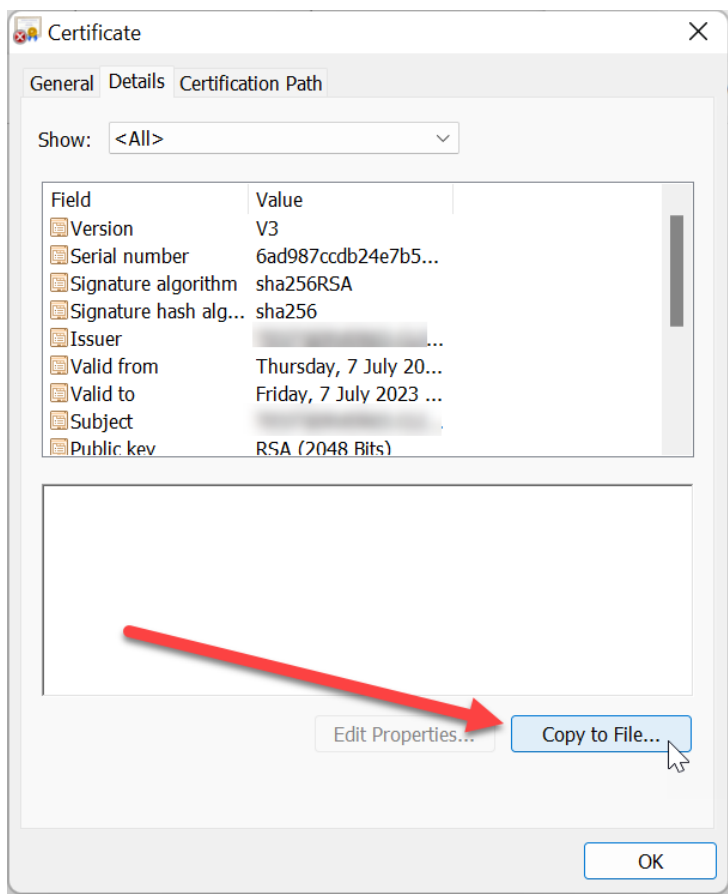 Certificate
General Details Certification Path
Show: <All>
Field Value
Version V3
Serial number 6ad987ccdb24e7b5...
Signature algorithm sha256RSA
Signature hash alg... sha256
Issuer ...
Valid from Thursday, 7 July 20...
Valid to Friday, 7 July 2023 ...
Subject
Public key RSA (2048 Bits)
Edit Properties... Copy to File...
OK